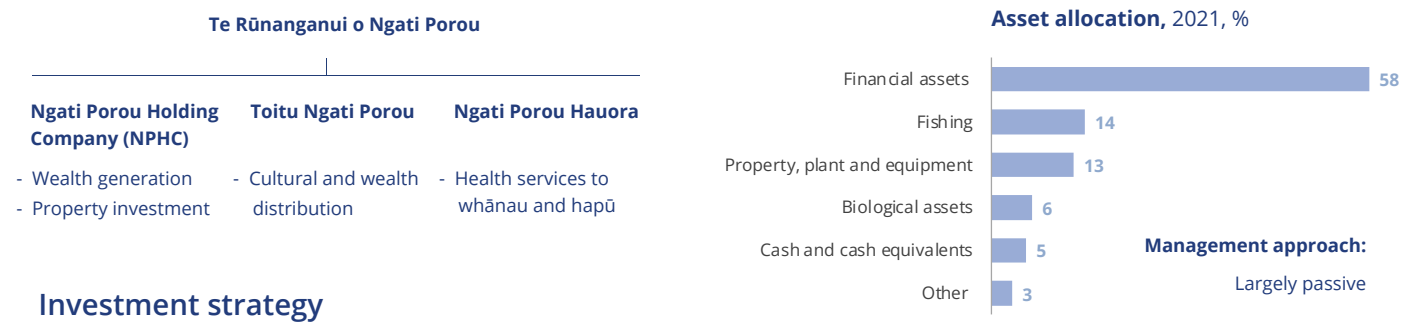 Te Rūnanganui o Ngati Porou
Ngati Porou Holding
Company (NPHC)
- Wealth generation
- Property investment
Toitu Ngati Porou
- Cultural and wealth
distribution
Ngati Porou Hauora
- Health services to
whānau and hapū
Investment strategy
Asset allocation, 2021, %
Financial assets 58
Fishing 14
Property, plant and equipment 13
Biological assets 6
Cash and cash equivalents 5
Other 3
Management approach:
Largely passive